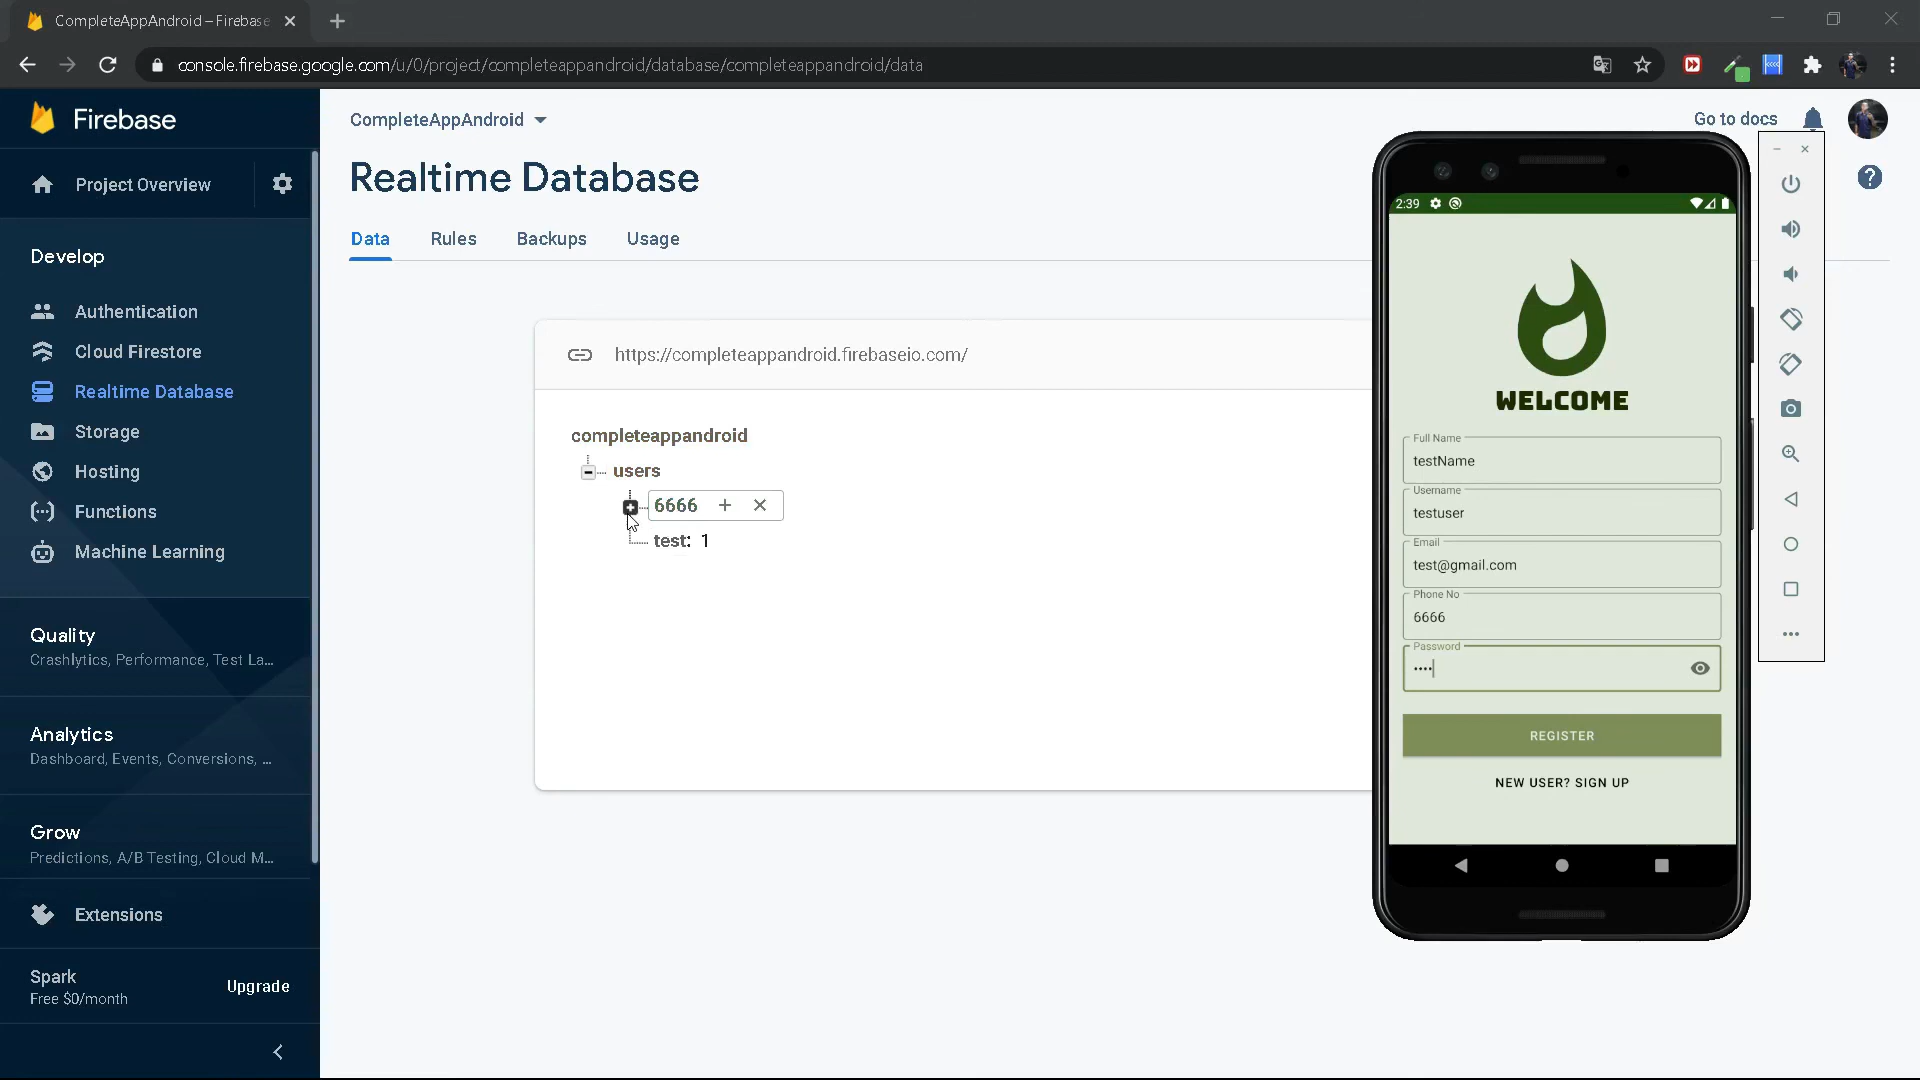 CompleteAppAndroid – Firebase
console.firebase.google.com/u/0/project/completeappandroid/database/completeappandroid/data
Firebase
Project Overview
Develop
Authentication
Cloud Firestore
Realtime Database
Storage
Hosting
Functions
Machine Learning
Quality
Crashlytics, Performance, Test La...
Analytics
Dashboard, Events, Conversions, ...
Grow
Predictions, A/B Testing, Cloud M...
Extensions
Spark
Free $0/month
Upgrade
CompleteAppAndroid
Go to docs
Realtime Database
Data
Rules
Backups
Usage
https://completeappandroid.firebaseio.com/
completeappandroid
users
6666
test: 1
2:39
WELCOME
Full Name
testName
Username
testuser
Email
test@gmail.com
Phone No
6666
Password
••••
REGISTER
NEW USER? SIGN UP